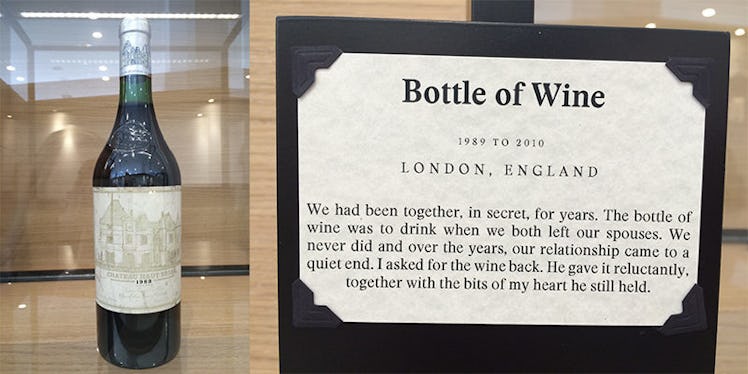 CHATEAU HAUT BRION
Bottle of Wine
1989 TO 2010
LONDON, ENGLAND
We had been together, in secret, for years. The bottle of
wine was to drink when we both left our spouses. We
never did and over the years, our relationship came to a
quiet end. I asked for the wine back. He gave it reluctantly,
together with the bits of my heart he still held.